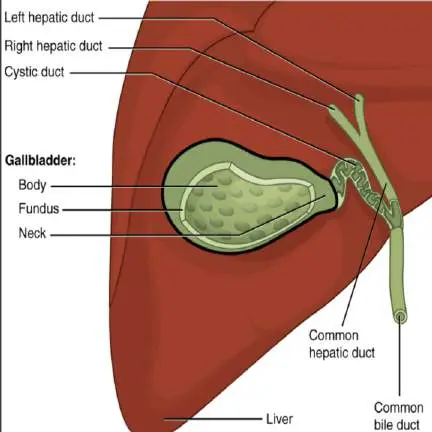 Left hepatic duct
Right hepatic duct
Cystic duct
Gallbladder:
Body
Fundus
Neck
Common
hepatic duct
Common
bile duct
Liver